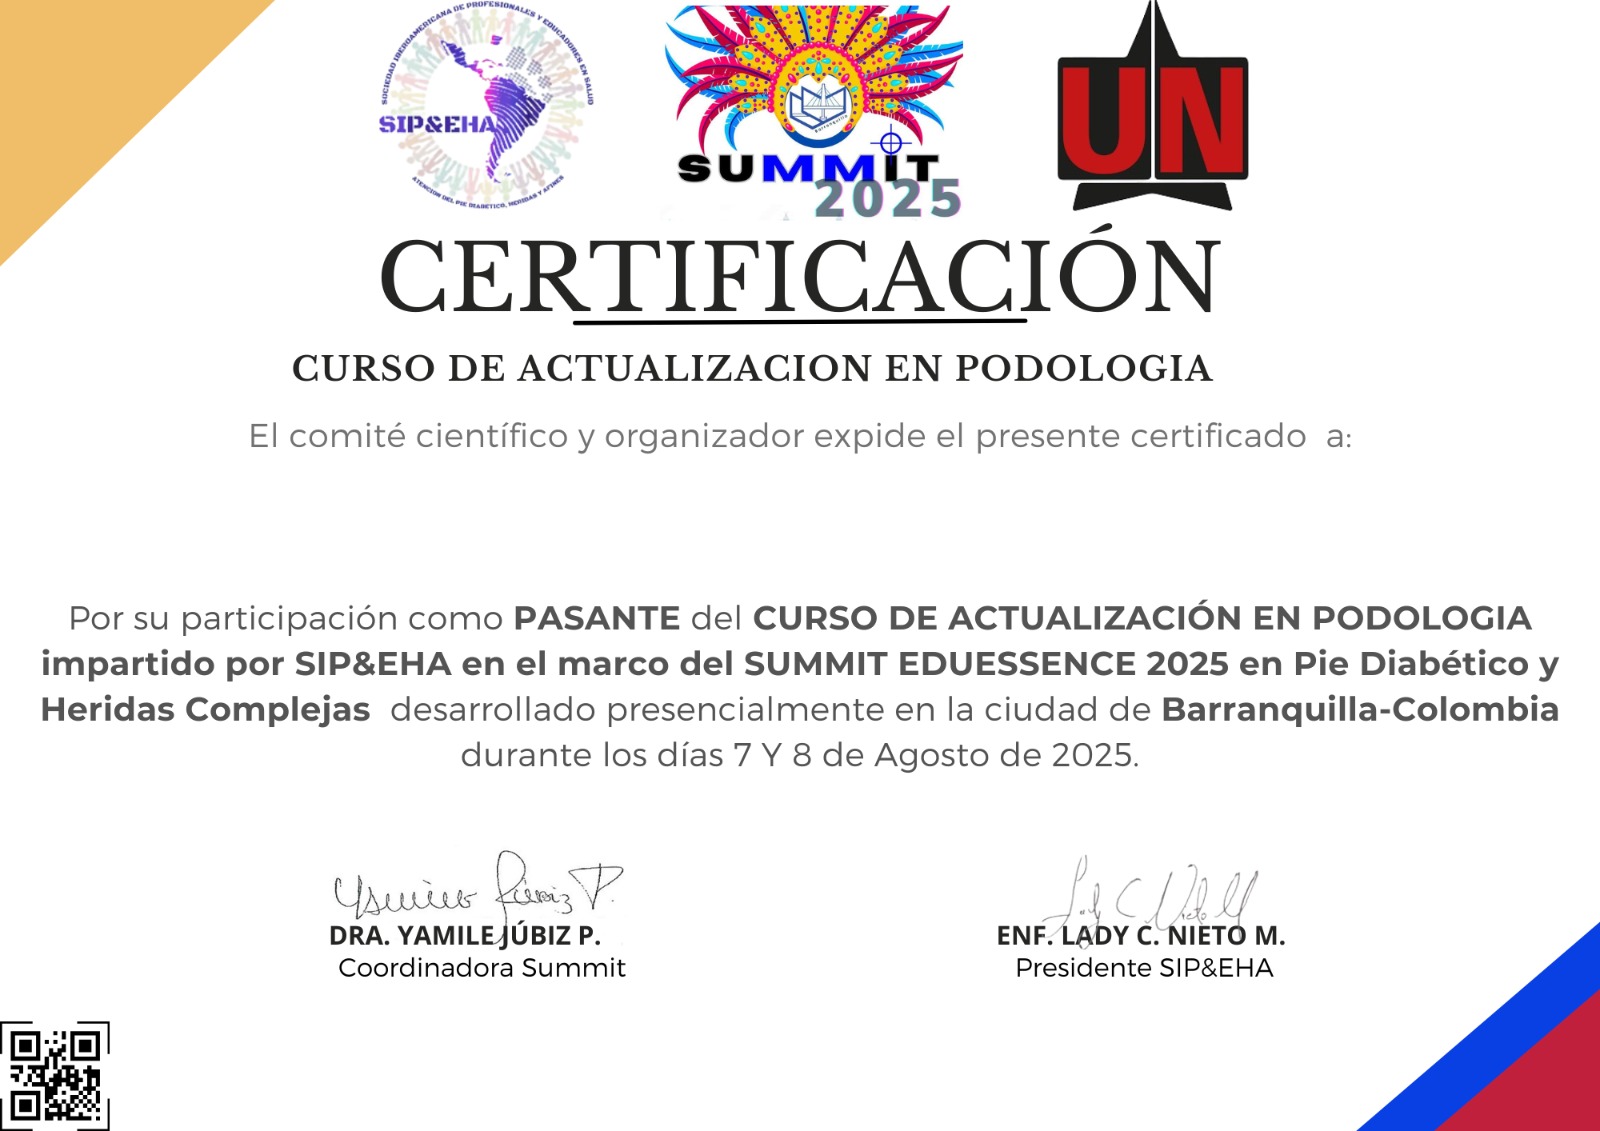 SOCIEDAD IBEROAMERICANA DE PROFESIONALES Y EDUCADORES EN SALUD
SIP&EHA
ATENCION DEL PIE DIABETICO, HERIDAS Y AFINES
Barranquilla
SUMMIT
2025
UN
CERTIFICACIÓN
CURSO DE ACTUALIZACION EN PODOLOGIA
El comité científico y organizador expide el presente certificado a:
Por su participación como PASANTE del CURSO DE ACTUALIZACIÓN EN PODOLOGIA
impartido por SIP&EHA en el marco del SUMMIT EDUESSENCE 2025 en Pie Diabético y
Heridas Complejas desarrollado presencialmente en la ciudad de Barranquilla-Colombia
durante los días 7 Y 8 de Agosto de 2025.
Yamile Júbiz P.
Lady C Nieto M
DRA. YAMILE JÚBIZ P.
Coordinadora Summit
ENF. LADY C. NIETO M.
Presidente SIP&EHA